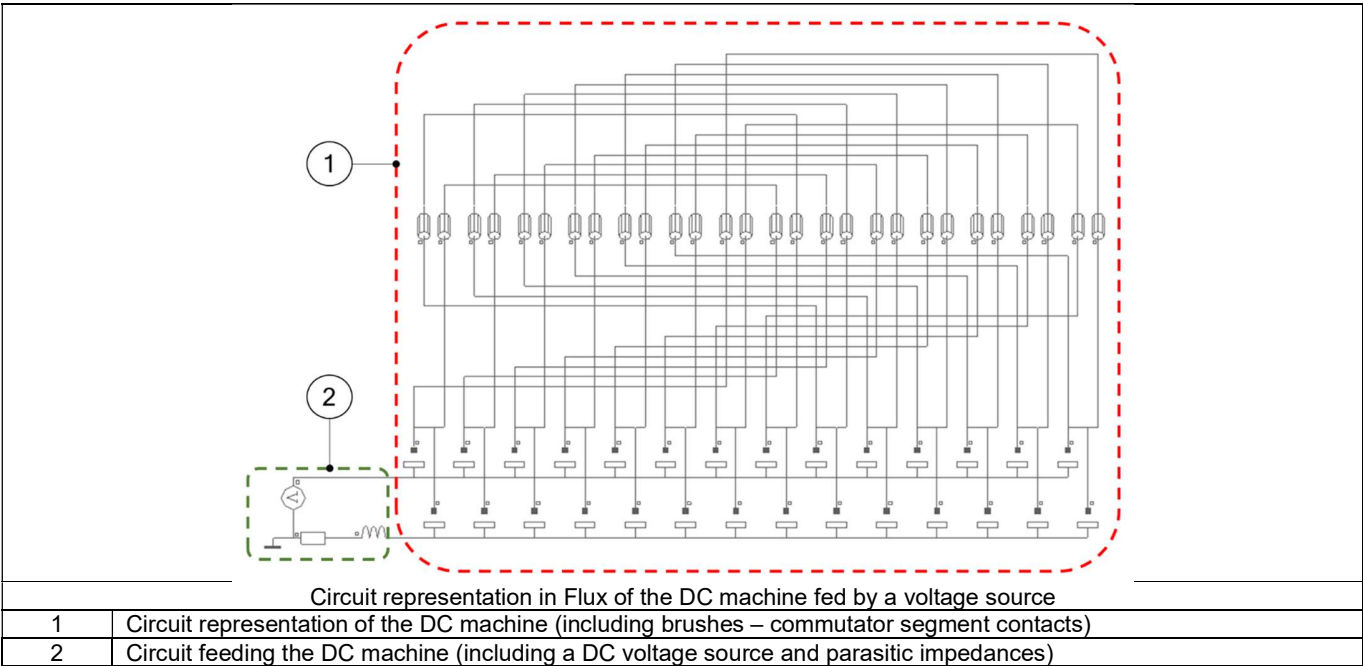 1
2
V
Circuit representation in Flux of the DC machine fed by a voltage source
1 Circuit representation of the DC machine (including brushes – commutator segment contacts)
2 Circuit feeding the DC machine (including a DC voltage source and parasitic impedances)